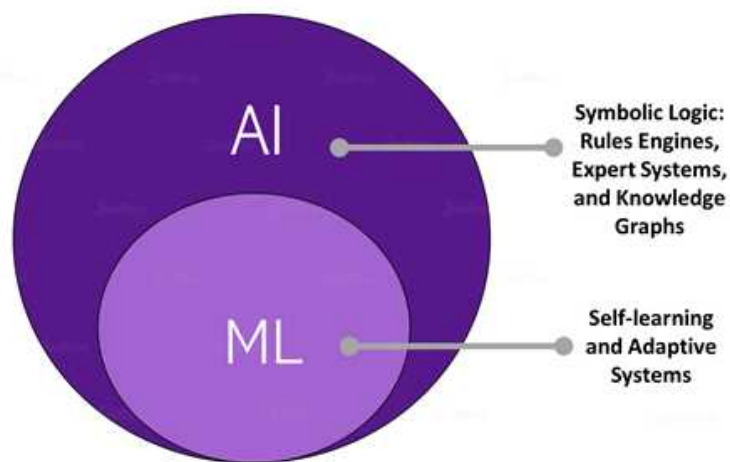 AI
Symbolic Logic:
Rules Engines,
Expert Systems,
and Knowledge
Graphs
ML
Self-learning
and Adaptive
Systems